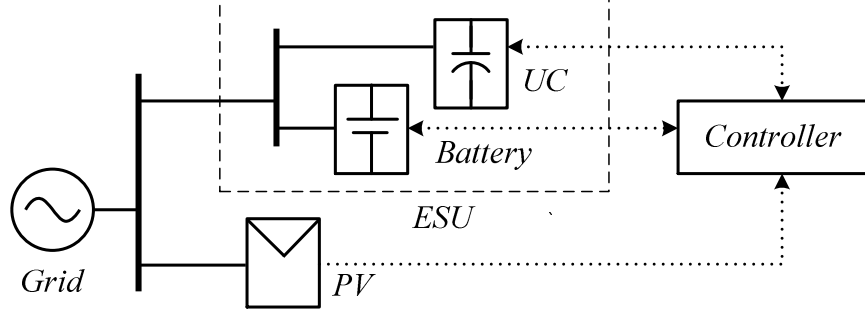 UC
Battery
Controller
ESU
Grid
PV